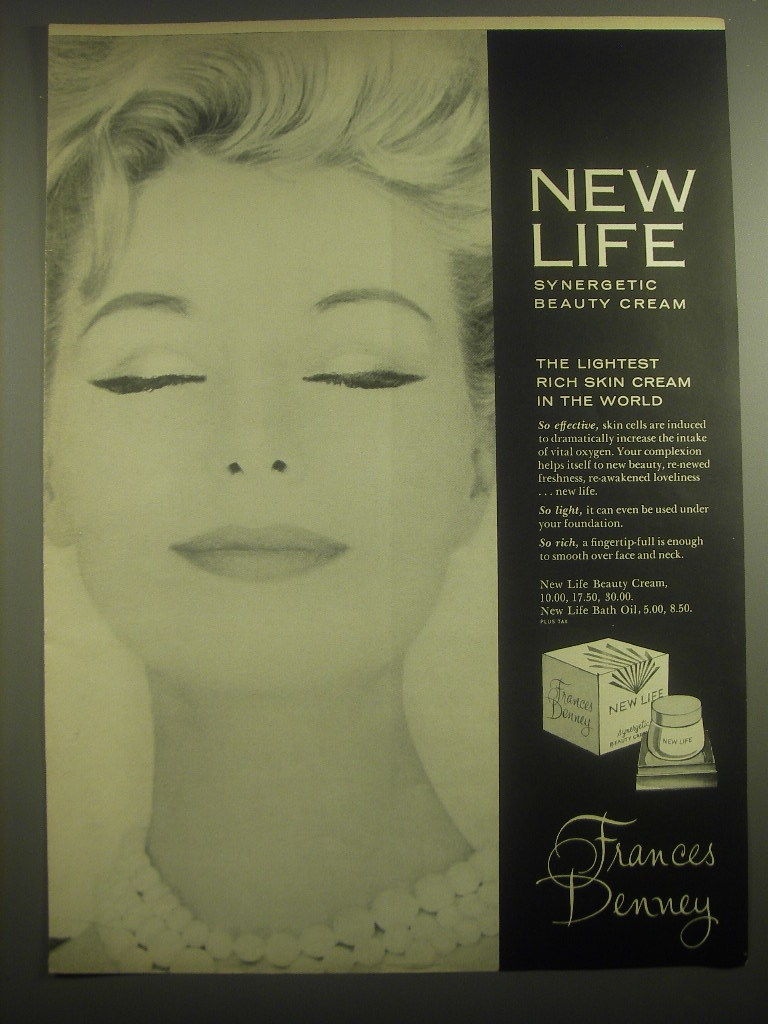 NEW
LIFE
SYNERGETIC
BEAUTY CREAM
THE LIGHTEST
RICH SKIN CREAM
IN THE WORLD
So effective, skin cells are induced
to dramatically increase the intake
of vital oxygen. Your complexion
helps itself to new beauty, re-newed
freshness, re-awakened loveliness
. . . new life.
So light, it can even be used under
your foundation.
So rich, a fingertip-full is enough
to smooth over face and neck.
New Life Beauty Cream,
10.00, 17.50, 30.00.
New Life Bath Oil, 5.00, 8.50.
PLUS TAX
Frances
Denney
NEW LIFE
Synergetic
BEAUTY
NEW LIFE
Frances
Denney